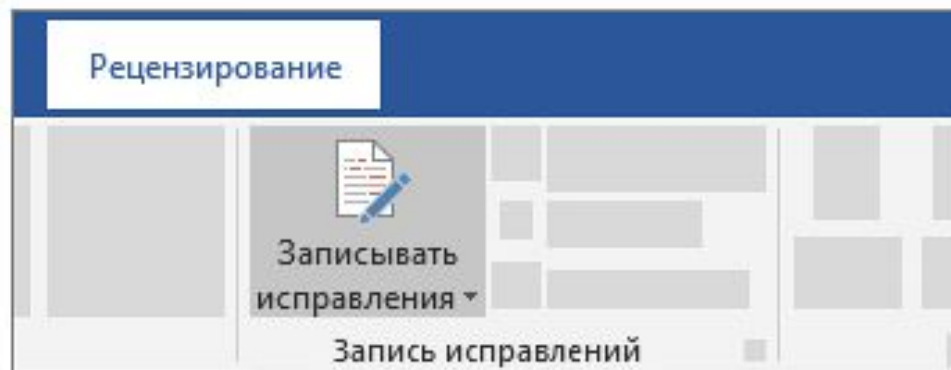 Рецензирование
Записывать
исправления
Запись исправлений